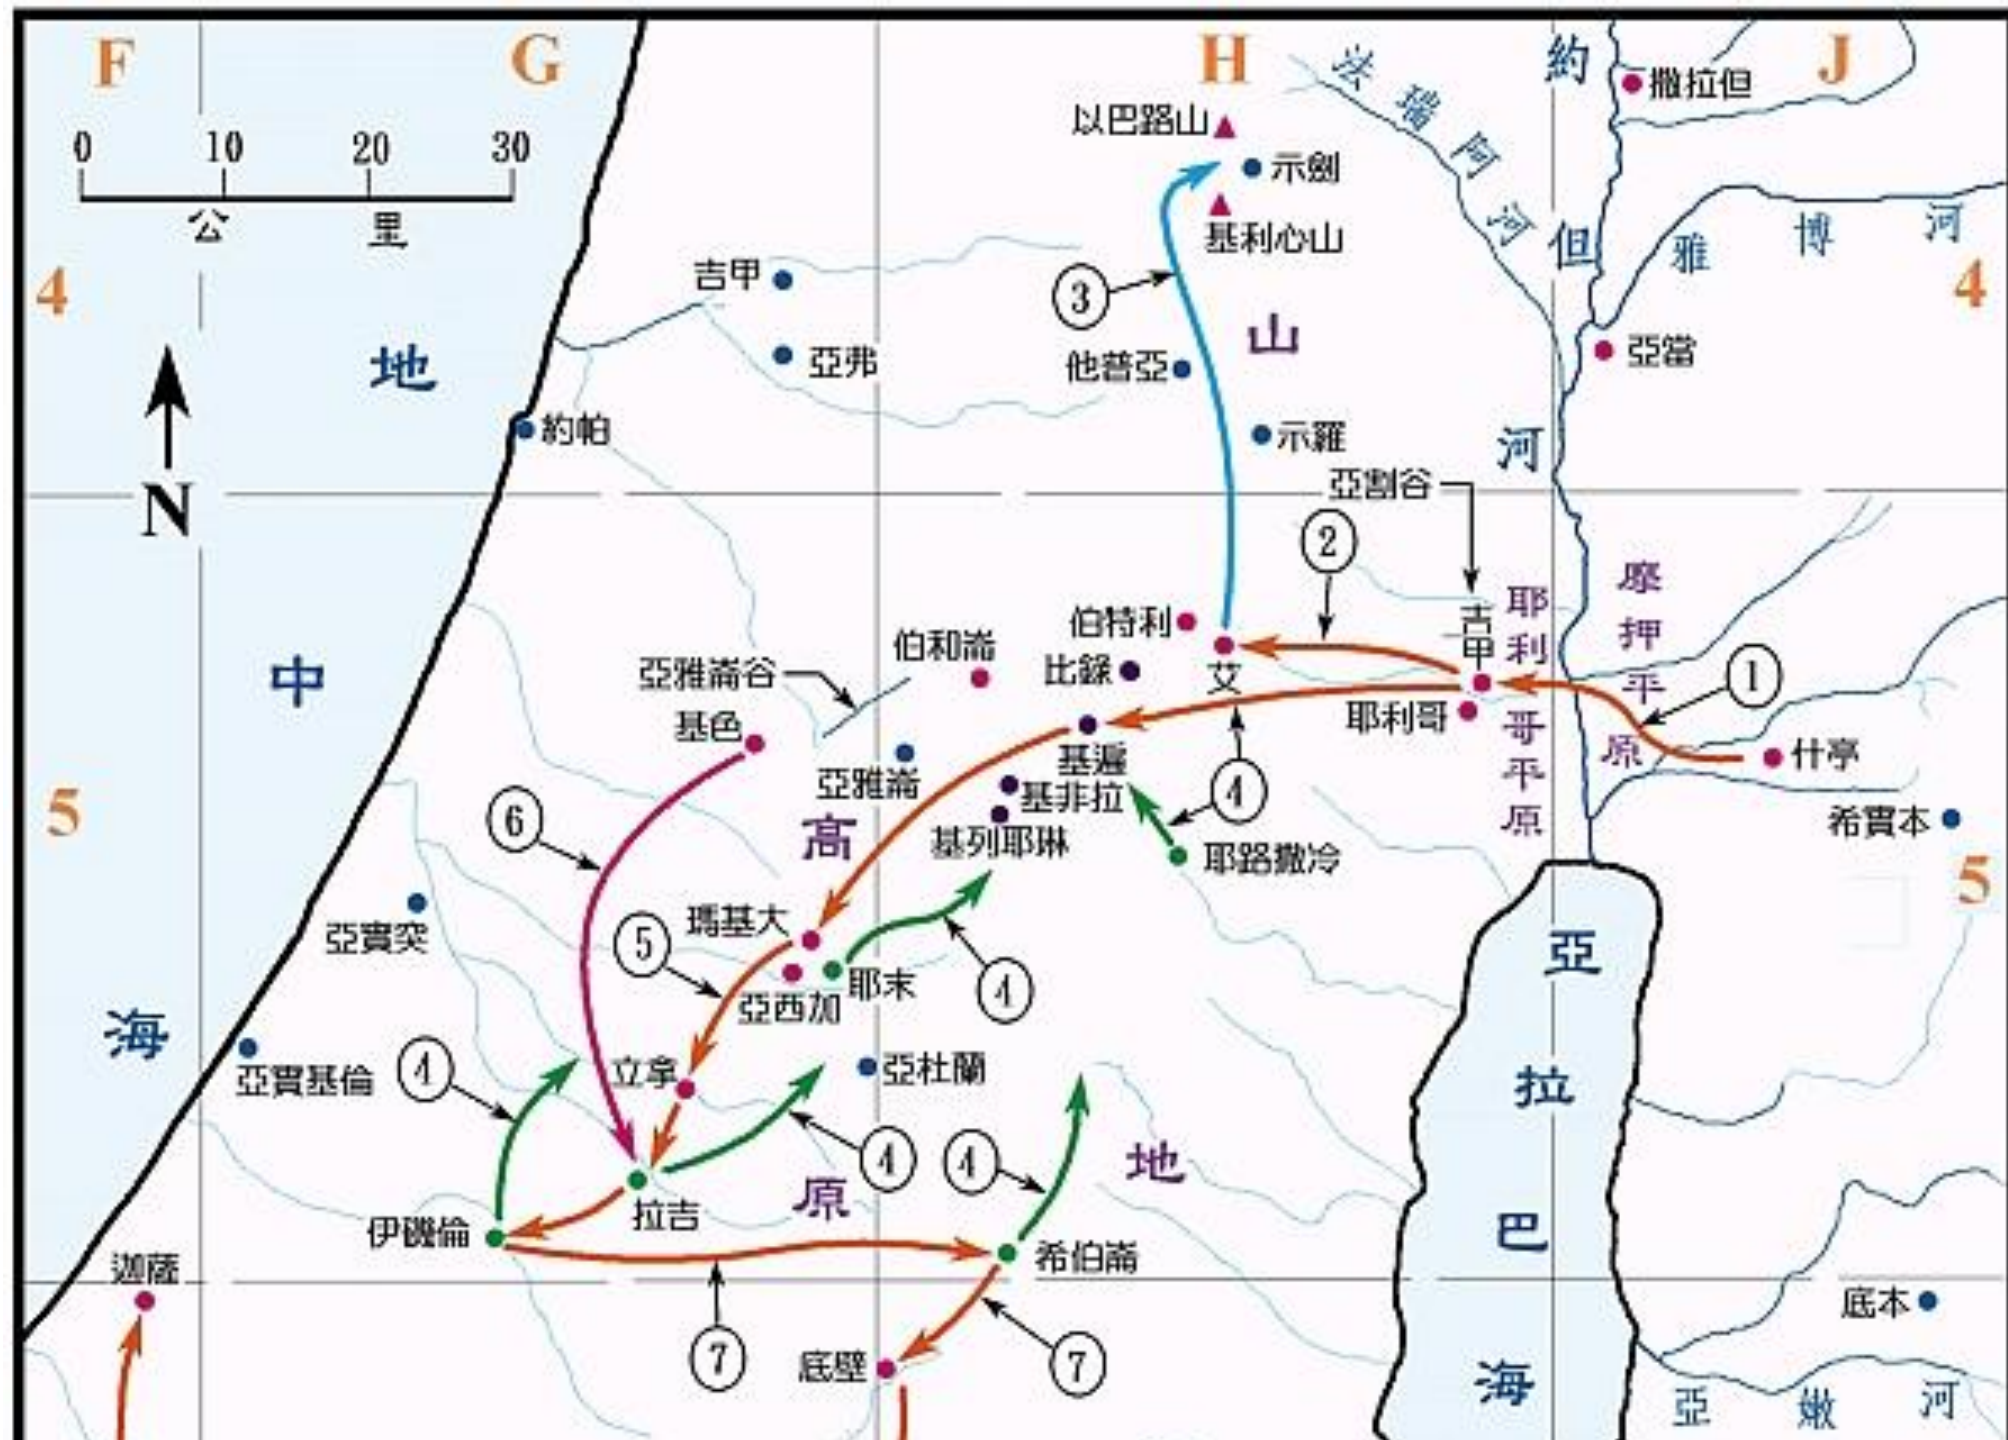 F
G
H
J
0 10 20 30
公里
4
4
5
5
N
地
中
海
約
但
河
法瑞阿河
雅博河
撒拉但
以巴路山
示劍
基利心山
吉甲
亞弗
3
山
他普亞
亞當
約帕
示羅
亞割谷
2
摩押平原
耶利哥平原
伯特利
吉甲
伯和崙
比錄
艾
亞雅崙谷
1
基色
耶利哥
基遍
什亭
亞雅崙
基非拉
4
6
高
基列耶琳
耶路撒冷
希實本
瑪基大
亞實突
5
亞西加
耶末
4
亞
拉
巴
海
立拿
亞杜蘭
亞實基倫
4
4
4
地
原
拉吉
伊磯倫
希伯崙
迦薩
底本
7
底壁
7
亞嫩河